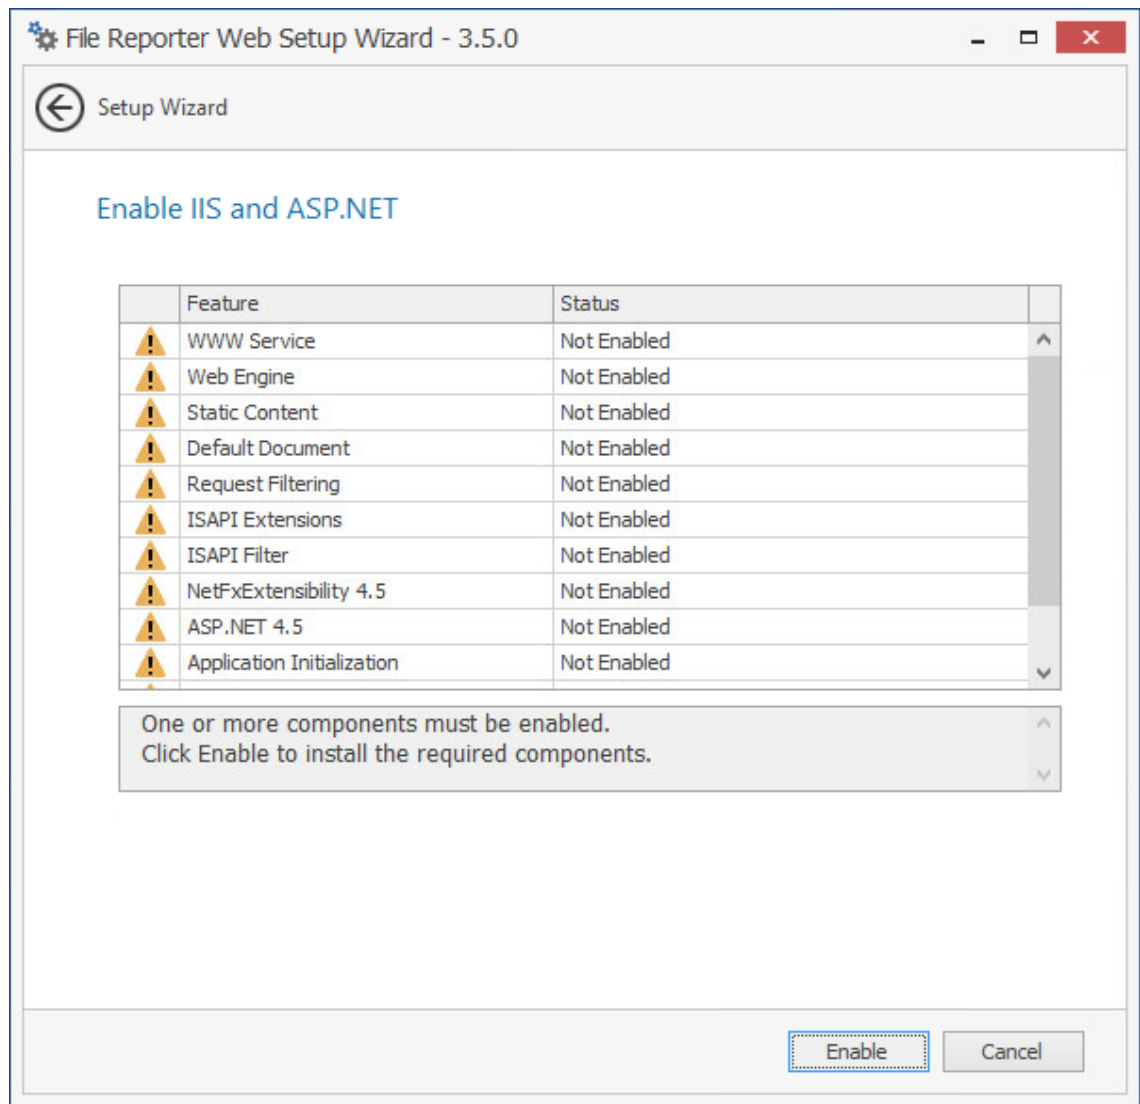 File Reporter Web Setup Wizard - 3.5.0
Setup Wizard
Enable IIS and ASP.NET
Feature Status
WWW Service Not Enabled
Web Engine Not Enabled
Static Content Not Enabled
Default Document Not Enabled
Request Filtering Not Enabled
ISAPI Extensions Not Enabled
ISAPI Filter Not Enabled
NetFxExtensibility 4.5 Not Enabled
ASP.NET 4.5 Not Enabled
Application Initialization Not Enabled
One or more components must be enabled.
Click Enable to install the required components.
Enable Cancel